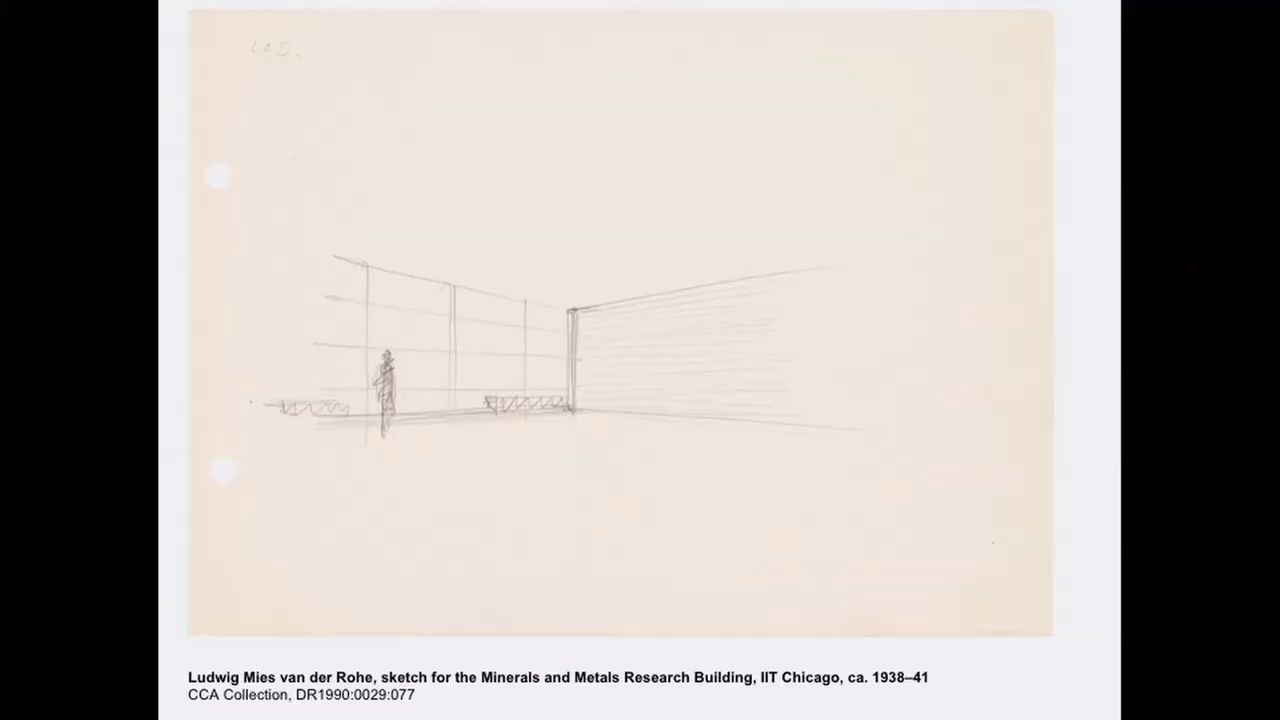 Ludwig Mies van der Rohe, sketch for the Minerals and Metals Research Building, IIT Chicago, ca. 1938–41
CCA Collection, DR1990:0029:077